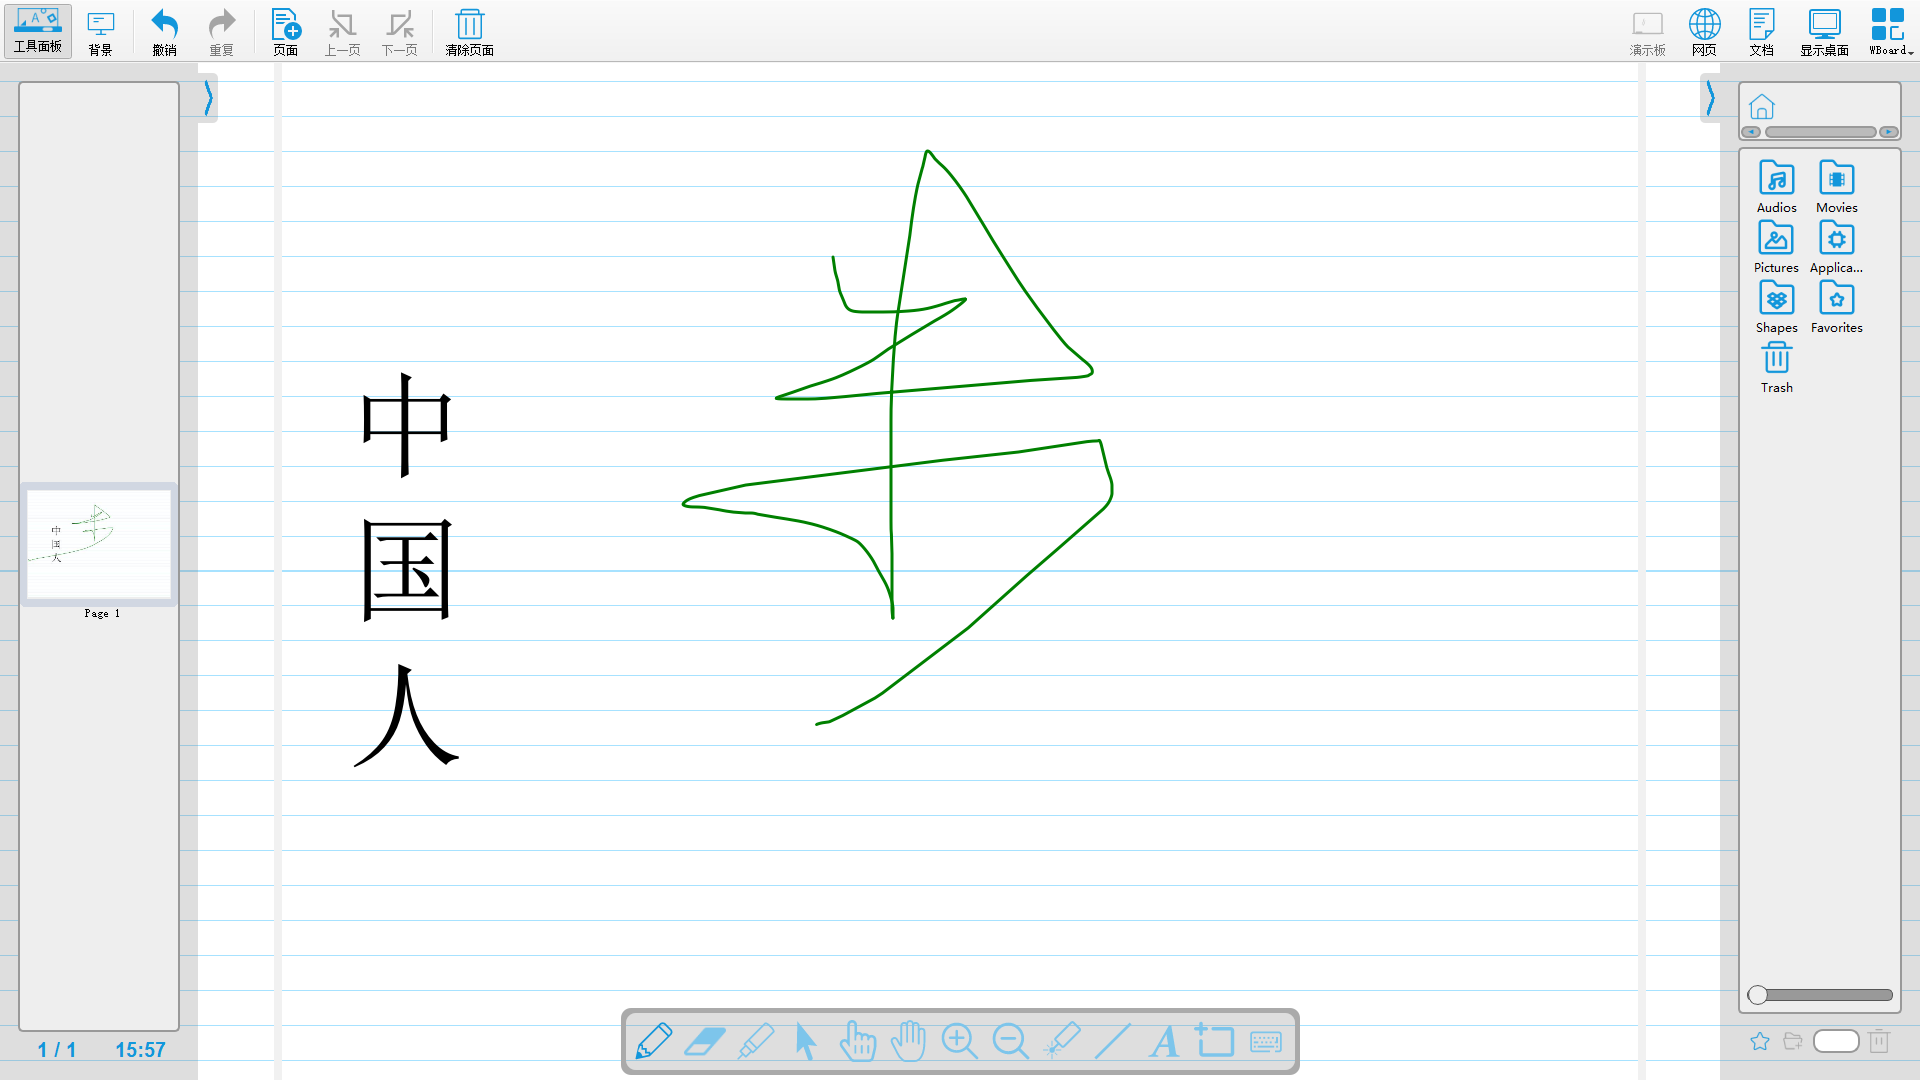 工具面板 背景 撤销 重复 页面 上一页 下一页 清除页面 演示板 网页 文档 显示桌面 WBoard
中
国
人
Page 1
1 / 1 15:57
Audios Movies
Pictures Applica...
Shapes Favorites
Trash